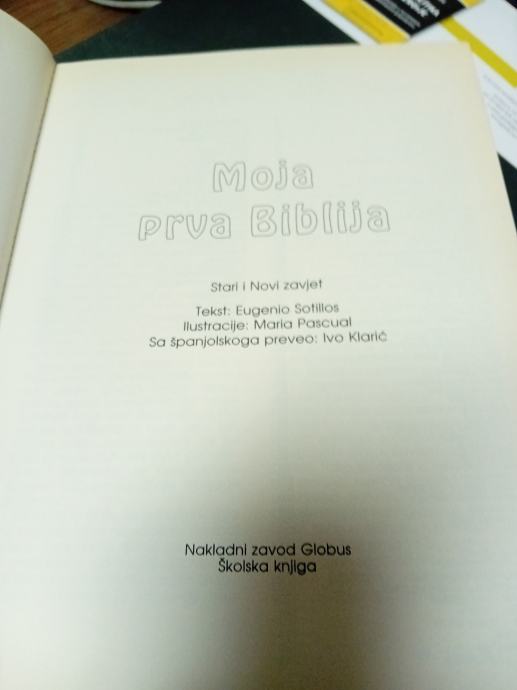 Moja
prva Biblija
Stari i Novi zavjet
Tekst: Eugenio Sotillos
Ilustracije: Maria Pascual
Sa španjolskoga preveo: Ivo Klarić
Nakladni zavod Globus
Školska knjiga